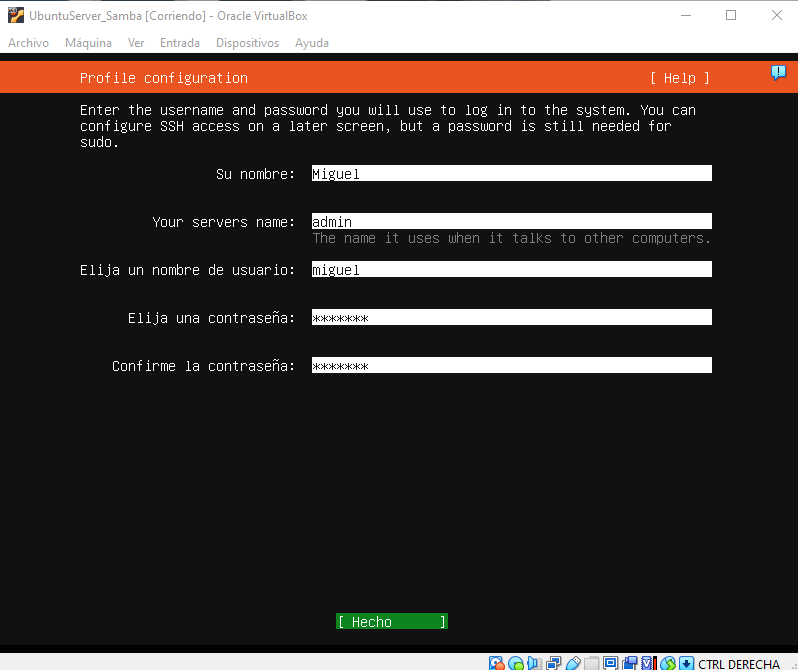 UbuntuServer_Samba [Corriendo] - Oracle VirtualBox
Archivo Máquina Ver Entrada Dispositivos Ayuda
Profile configuration [ Help ]
Enter the username and password you will use to log in to the system. You can
configure SSH access on a later screen, but a password is still needed for
sudo.
Su nombre: Miguel
Your servers name: admin
The name it uses when it talks to other computers.
Elija un nombre de usuario: miguel
Elija una contraseña: *******
Confirme la contraseña: *******
[ Hecho ]
CTRL DERECHA